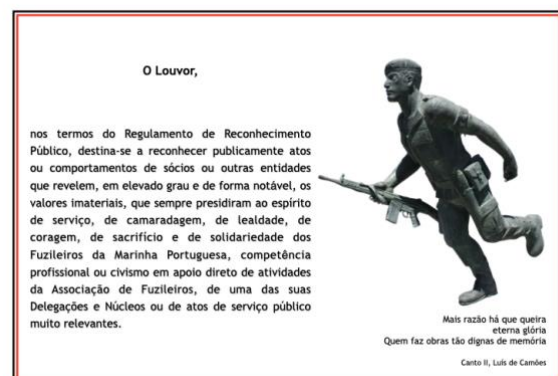 O Louvor,
nos termos do Regulamento de Reconhecimento
Público, destina-se a reconhecer publicamente atos
ou comportamentos de sócios ou outras entidades
que revelem, em elevado grau e de forma notável, os
valores imateriais, que sempre presidiram ao espírito
de serviço, de camaradagem, de lealdade, de
coragem, de sacrifício e de solidariedade dos
Fuzileiros da Marinha Portuguesa, competência
profissional ou civismo em apoio direto de atividades
da Associação de Fuzileiros, de uma das suas
Delegações e Núcleos ou de atos de serviço público
muito relevantes.
Mais razão há que queira
eterna glória
Quem faz obras tão dignas de memória
Canto II, Luís de Camões